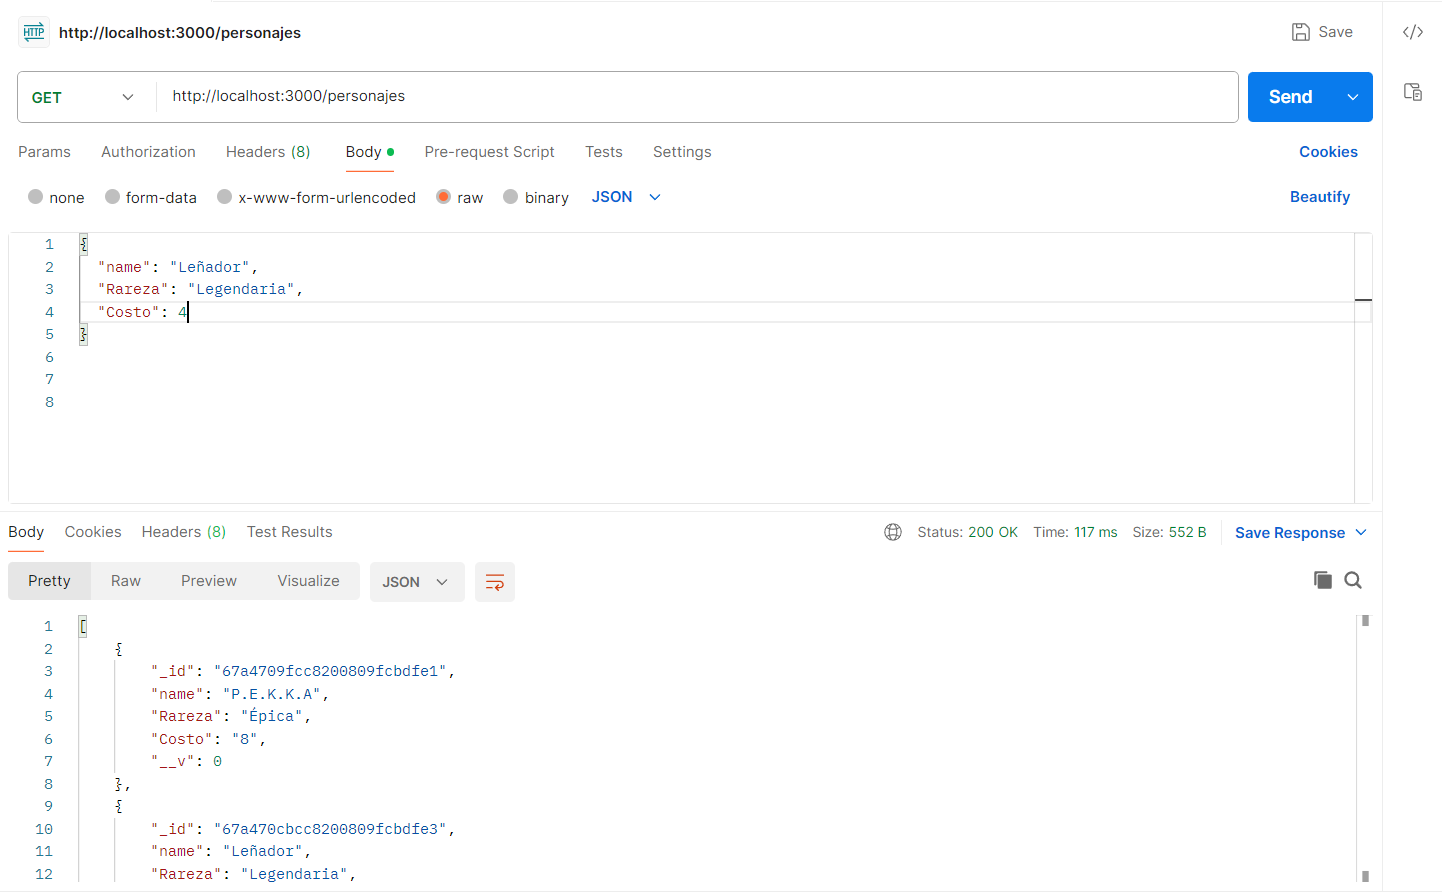 HTTP http://localhost:3000/personajes Save </>
GET http://localhost:3000/personajes Send
Params Authorization Headers (8) Body Pre-request Script Tests Settings Cookies
none form-data x-www-form-urlencoded raw binary JSON Beautify
1 {
2 "name": "Leñador",
3 "Rareza": "Legendaria",
4 "Costo": 4
5 }
6
7
8
Body Cookies Headers (8) Test Results Status: 200 OK Time: 117 ms Size: 552 B Save Response
Pretty Raw Preview Visualize JSON
1 [
2 {
3 "_id": "67a4709fcc8200809fcbdfe1",
4 "name": "P.E.K.K.A",
5 "Rareza": "Épica",
6 "Costo": "8",
7 "__v": 0
8 },
9 {
10 "_id": "67a470cbcc8200809fcbdfe3",
11 "name": "Leñador",
12 "Rareza": "Legendaria",